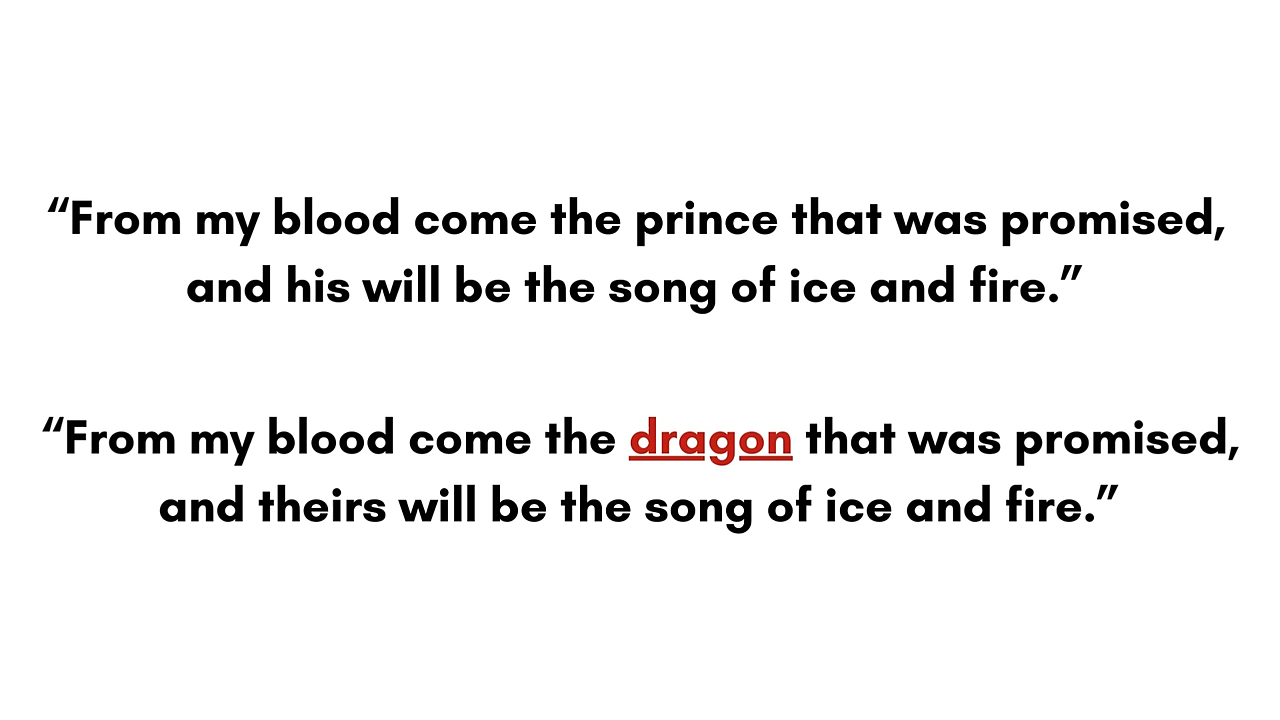 “From my blood come the prince that was promised,
and his will be the song of ice and fire.”
“From my blood come the dragon that was promised,
and theirs will be the song of ice and fire.”